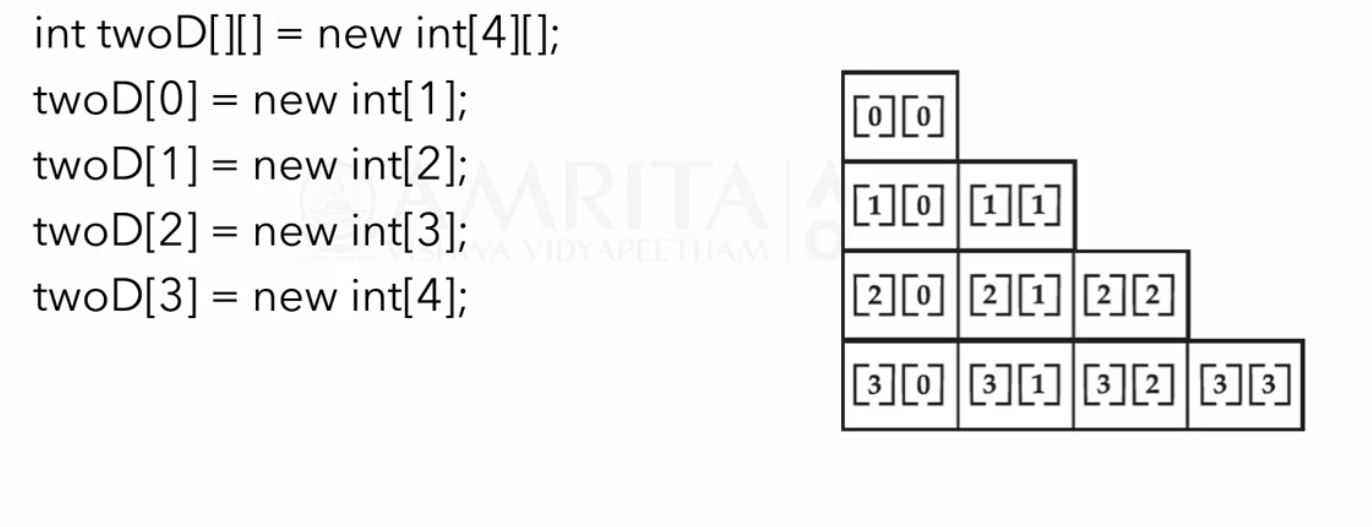 int twoD[][] = new int[4][];
twoD[0] = new int[1];
twoD[1] = new int[2];
twoD[2] = new int[3];
twoD[3] = new int[4];
AMRITA
VISHWA VIDYAPEETHAM
[0][0]
[1][0] [1][1]
[2][0] [2][1] [2][2]
[3][0] [3][1] [3][2] [3][3]